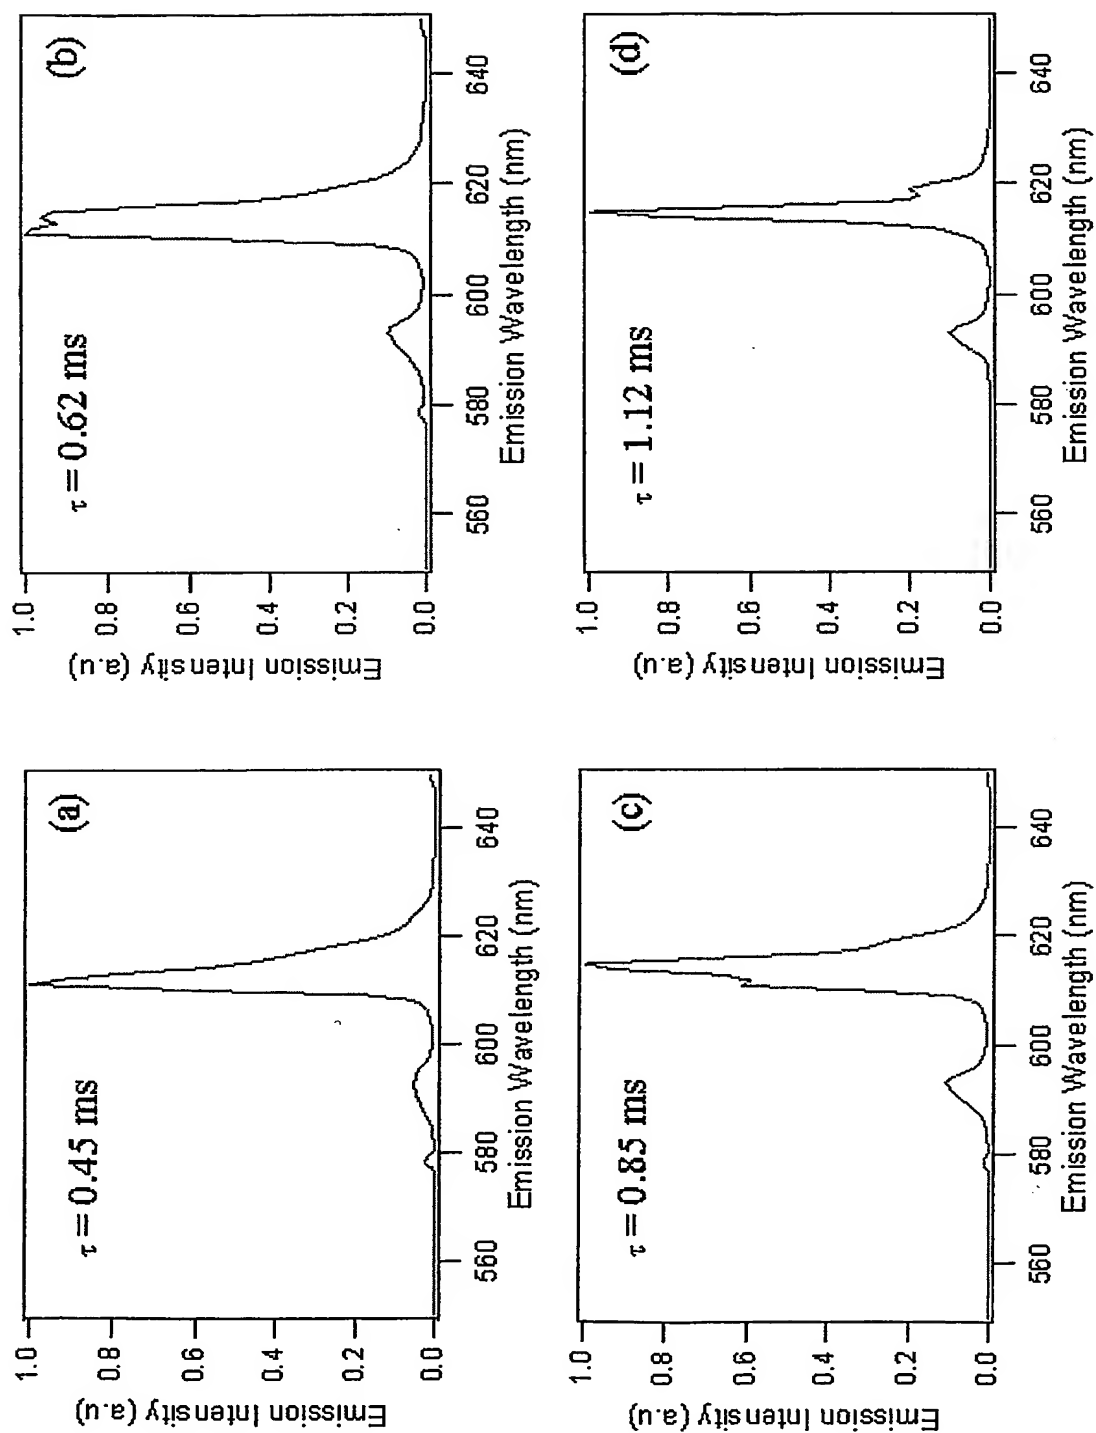 (a)
τ = 0.45 ms
Emission Intensity (a.u)
1.0
0.8
0.6
0.4
0.2
0.0
560 580 600 620 640
Emission Wavelength (nm)
(b)
τ = 0.62 ms
Emission Intensity (a.u)
1.0
0.8
0.6
0.4
0.2
0.0
560 580 600 620 640
Emission Wavelength (nm)
(c)
τ = 0.85 ms
Emission Intensity (a.u)
1.0
0.8
0.6
0.4
0.2
0.0
560 580 600 620 640
Emission Wavelength (nm)
(d)
τ = 1.12 ms
Emission Intensity (a.u)
1.0
0.8
0.6
0.4
0.2
0.0
560 580 600 620 640
Emission Wavelength (nm)